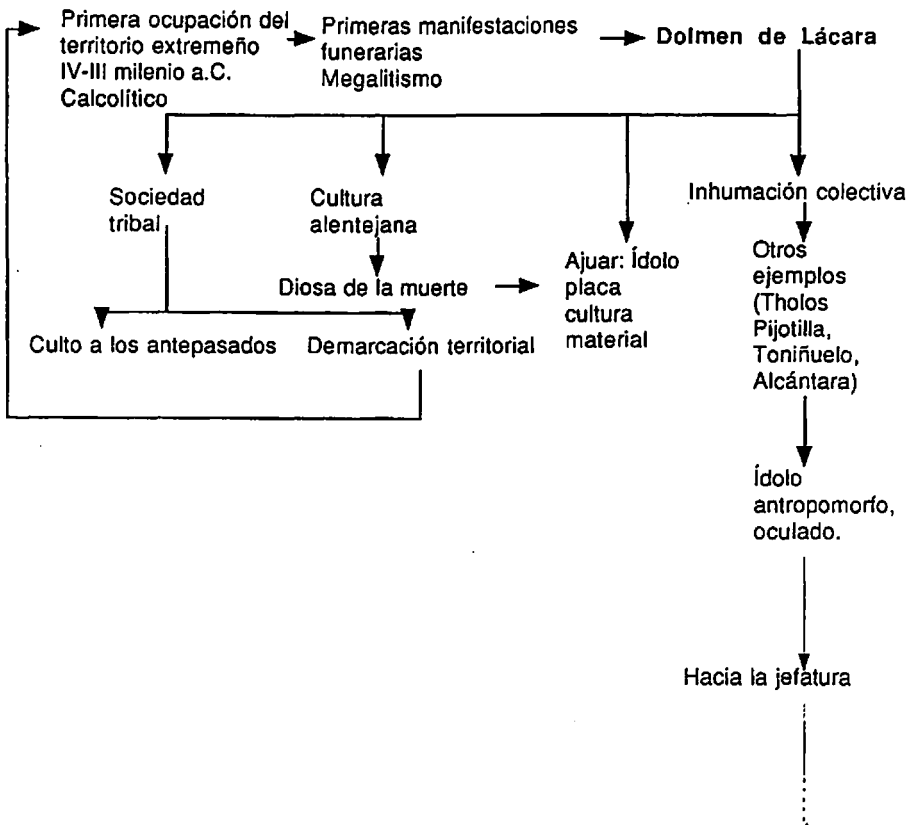 Primera ocupación del
territorio extremeño
IV-III milenio a.C.
Calcolítico
Primeras manifestaciones
funerarias
Megalitismo
Dolmen de Lácara
Sociedad
tribal
Cultura
alentejana
Inhumación colectiva
Diosa de la muerte
Ajuar: Ídolo
placa
cultura
material
Otros
ejemplos
(Tholos
Pijotilla,
Toniñuelo,
Alcántara)
Culto a los antepasados
Demarcación territorial
Ídolo
antropomorfo,
oculado.
Hacia la jefatura